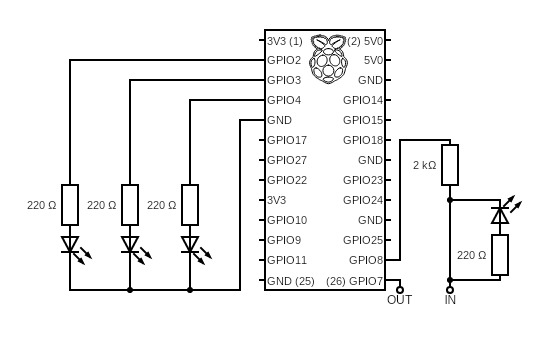 3V3 (1) (2) 5V0
GPIO2 5V0
GPIO3 GND
GPIO4 GPIO14
GND GPIO15
GPIO17 GPIO18
GPIO27 GND
GPIO22 GPIO23
3V3 GPIO24
GPIO10 GND
GPIO9 GPIO25
GPIO11 GPIO8
GND (25) (26) GPIO7
220 Ω 220 Ω 220 Ω
2 kΩ
220 Ω
OUT IN